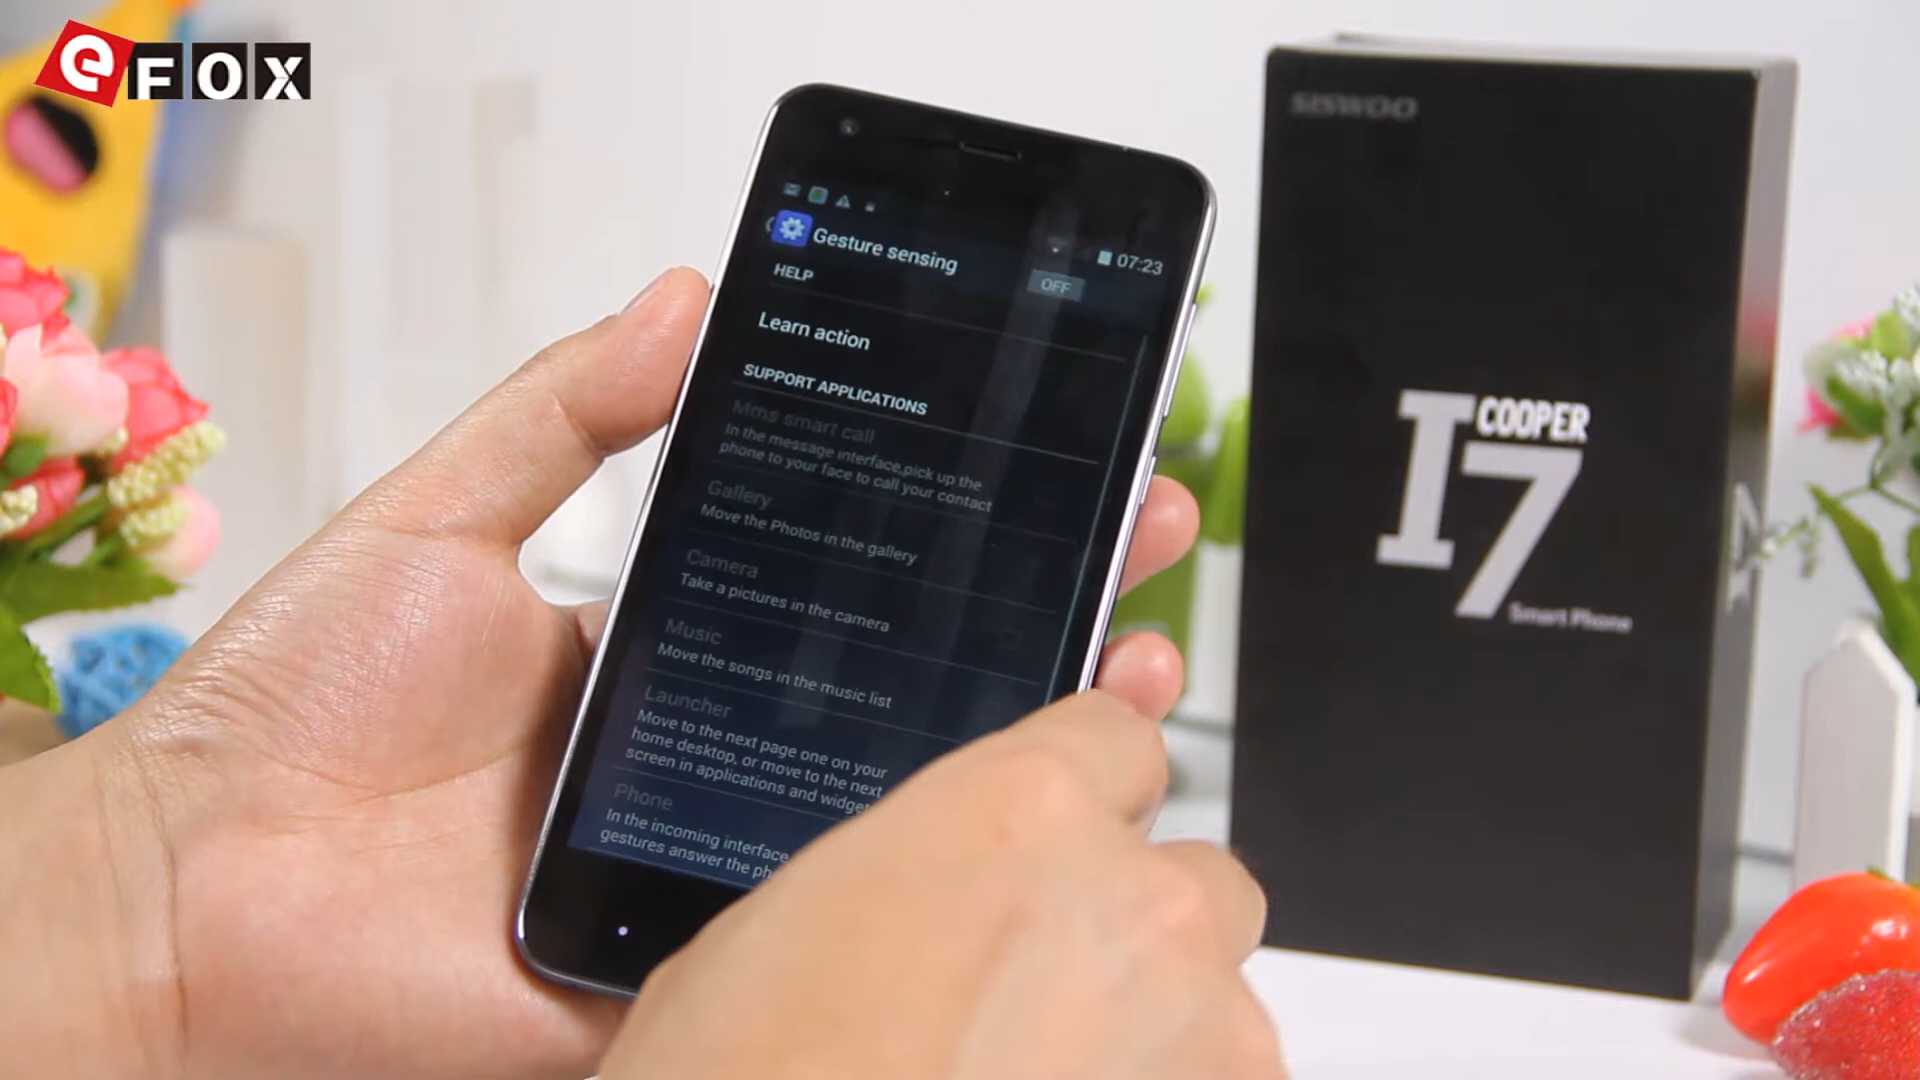 eFOX
SISWOO
07:23
Gesture sensing
OFF
HELP
Learn action
SUPPORT APPLICATIONS
Mms smart call
In the message interface,pick up the
phone to your face to call your contact
Gallery
Move the Photos in the gallery
Camera
Take a pictures in the camera
Music
Move the songs in the music list
Launcher
Move to the next page one on your
home desktop, or move to the next
screen in applications and widget
Phone
In the incoming interface
gestures answer the ph
COOPER
I7
Smart Phone